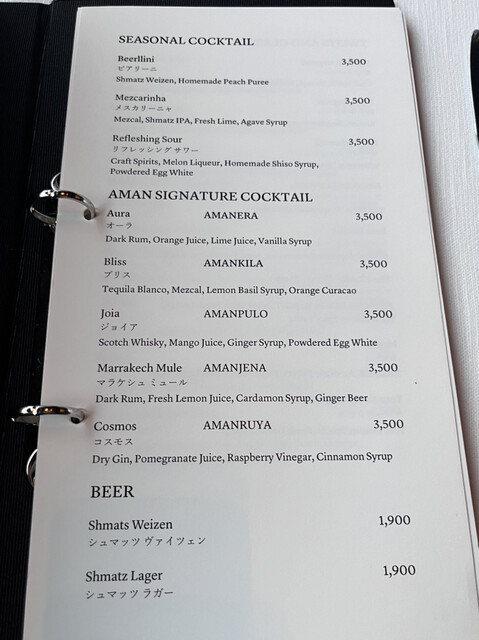 SEASONAL COCKTAIL
Beerllini 3,500
ビアリーニ
Shmatz Weizen, Homemade Peach Puree
Mezcarinha 3,500
メスカリーニャ
Mezcal, Shmatz IPA, Fresh Lime, Agave Syrup
Refleshing Sour 3,500
リフレッシング サワー
Craft Spirits, Melon Liqueur, Homemade Shiso Syrup,
Powdered Egg White
AMAN SIGNATURE COCKTAIL
Aura AMANERA 3,500
オーラ
Dark Rum, Orange Juice, Lime Juice, Vanilla Syrup
Bliss AMANKILA 3,500
ブリス
Tequila Blanco, Mezcal, Lemon Basil Syrup, Orange Curacao
Joia AMANPULO 3,500
ジョイア
Scotch Whisky, Mango Juice, Ginger Syrup, Powdered Egg White
Marrakech Mule AMANJENA 3,500
マラケシュ ミュール
Dark Rum, Fresh Lemon Juice, Cardamon Syrup, Ginger Beer
Cosmos AMANRUYA 3,500
コスモス
Dry Gin, Pomegranate Juice, Raspberry Vinegar, Cinnamon Syrup
BEER
Shmats Weizen 1,900
シュマッツ ヴァイツェン
Shmatz Lager 1,900
シュマッツ ラガー